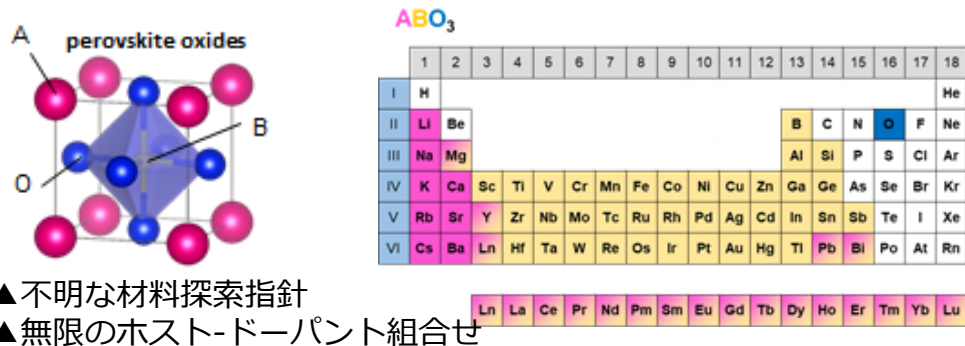 ABO3
perovskite oxides
A
B
O
1 2 3 4 5 6 7 8 9 10 11 12 13 14 15 16 17 18
I H He
II Li Be B C N O F Ne
III Na Mg Al Si P S Cl Ar
IV K Ca Sc Ti V Cr Mn Fe Co Ni Cu Zn Ga Ge As Se Br Kr
V Rb Sr Y Zr Nb Mo Tc Ru Rh Pd Ag Cd In Sn Sb Te I Xe
VI Cs Ba Ln Hf Ta W Re Os Ir Pt Au Hg Tl Pb Bi Po At Rn
Ln La Ce Pr Nd Pm Sm Eu Gd Tb Dy Ho Er Tm Yb Lu
▲不明な材料探索指針
▲無限のホスト-ドーパント組合せ